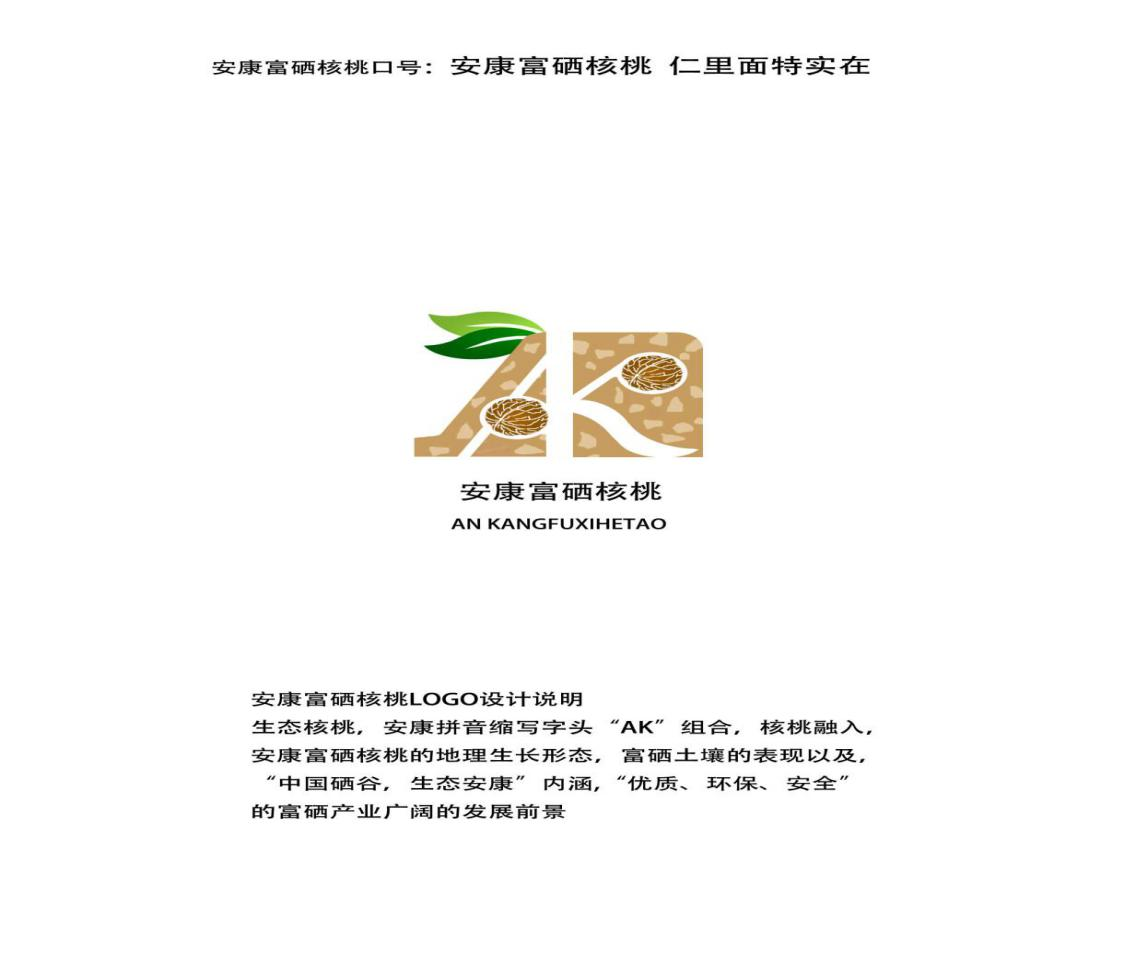 安康富硒核桃口号：安康富硒核桃 仁里面特实在
AK
安康富硒核桃
AN KANGFUXIHETAO
安康富硒核桃LOGO设计说明
生态核桃，安康拼音缩写字头“AK”组合，核桃融入，
安康富硒核桃的地理生长形态，富硒土壤的表现以及，
“中国硒谷，生态安康”内涵，“优质、环保、安全”
的富硒产业广阔的发展前景